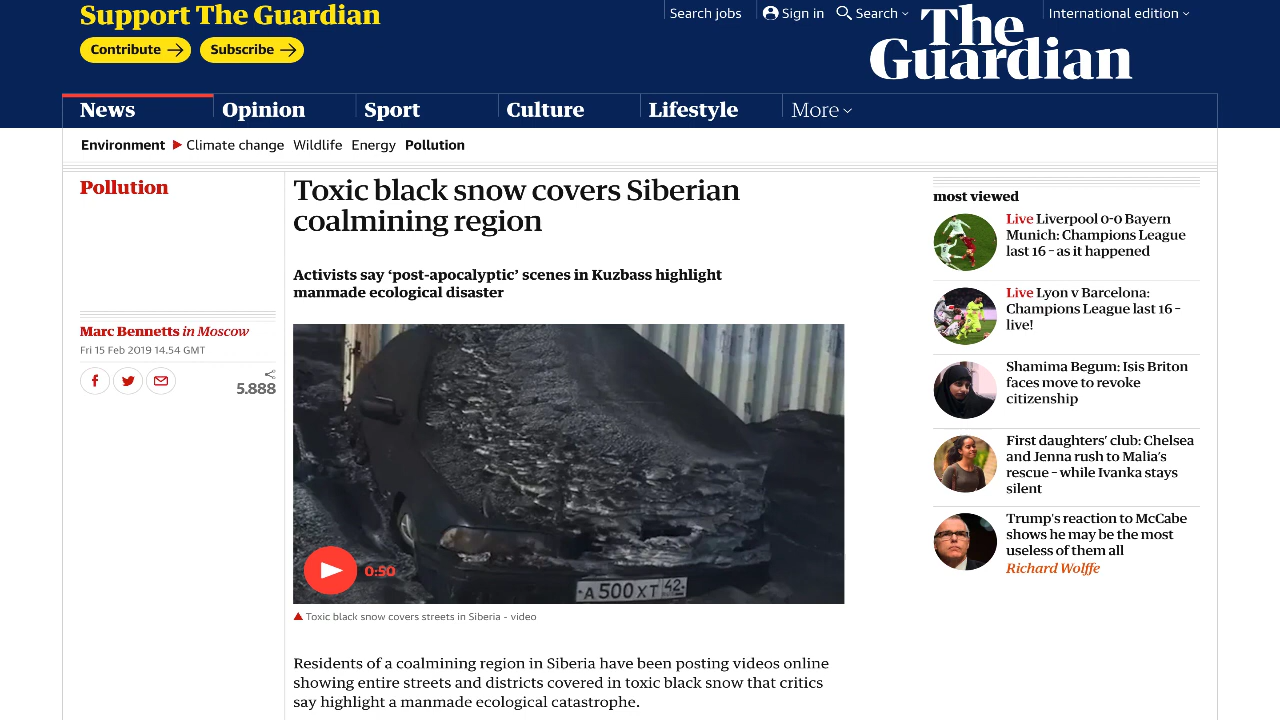 Support The Guardian
Contribute
Subscribe
Search jobs
Sign in
Search
International edition
The
Guardian
News
Opinion
Sport
Culture
Lifestyle
More
Environment
Climate change
Wildlife
Energy
Pollution
Pollution
Marc Bennetts in Moscow
Fri 15 Feb 2019 14.54 GMT
5.888
Toxic black snow covers Siberian
coalmining region
Activists say ‘post-apocalyptic’ scenes in Kuzbass highlight
manmade ecological disaster
0:50
А 500 ХТ 42
Toxic black snow covers streets in Siberia - video
Residents of a coalmining region in Siberia have been posting videos online
showing entire streets and districts covered in toxic black snow that critics
say highlight a manmade ecological catastrophe.
most viewed
Live Liverpool 0-0 Bayern
Munich: Champions League
last 16 – as it happened
Live Lyon v Barcelona:
Champions League last 16 –
live!
Shamima Begum: Isis Briton
faces move to revoke
citizenship
First daughters’ club: Chelsea
and Jenna rush to Malia’s
rescue – while Ivanka stays
silent
Trump's reaction to McCabe
shows he may be the most
useless of them all
Richard Wolffe